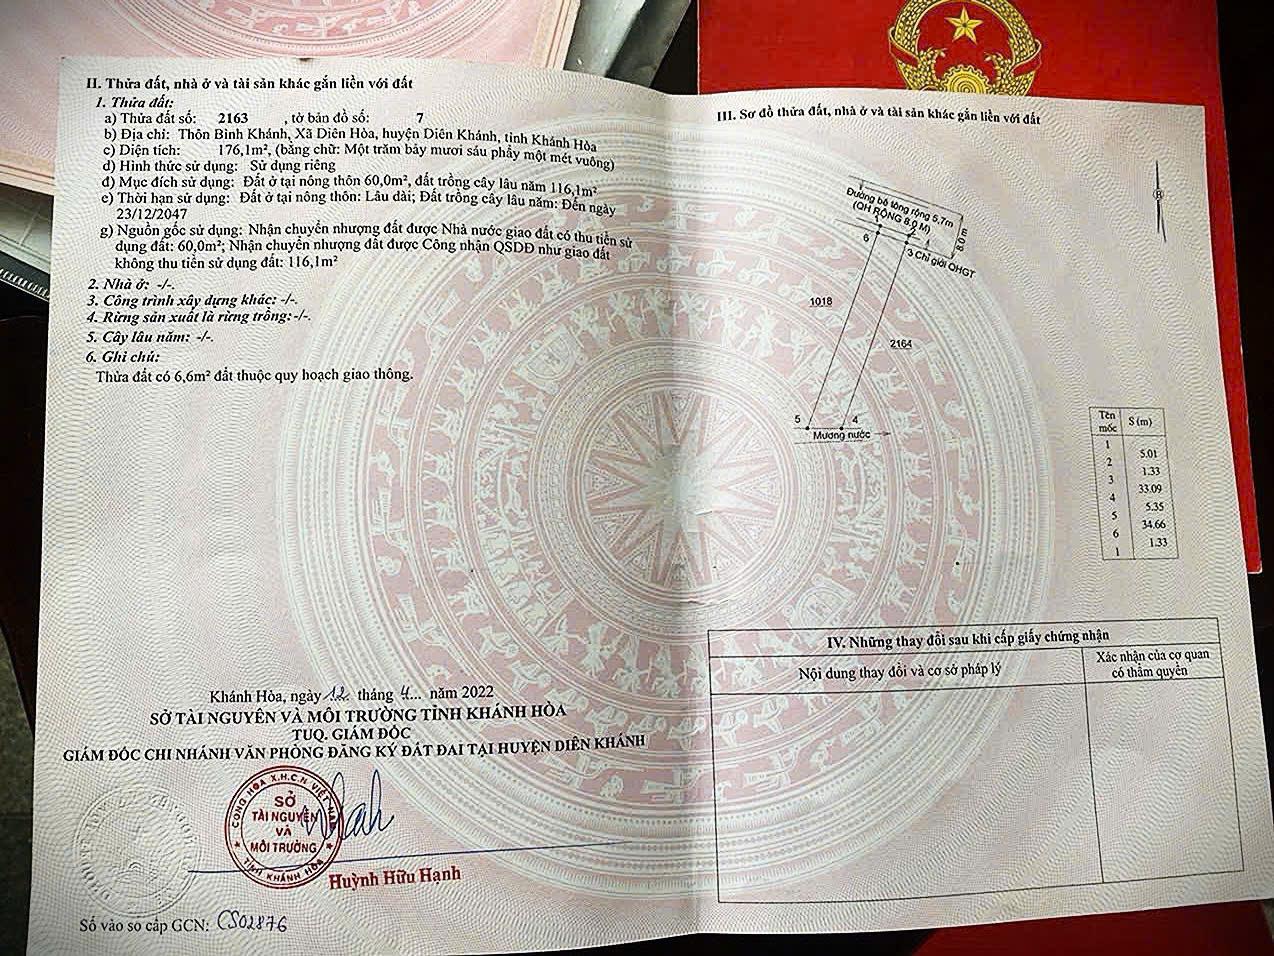 II. Thửa đất, nhà ở và tài sản khác gắn liền với đất
1. Thửa đất:
a) Thửa đất số: 2163 , tờ bản đồ số: 7
b) Địa chỉ: Thôn Bình Khánh, Xã Diên Hòa, huyện Diên Khánh, tỉnh Khánh Hòa
c) Diện tích: 176,1m², (bằng chữ: Một trăm bảy mươi sáu phẩy một mét vuông)
d) Hình thức sử dụng: Sử dụng riêng
đ) Mục đích sử dụng: Đất ở tại nông thôn 60,0m², đất trồng cây lâu năm 116,1m²
e) Thời hạn sử dụng: Đất ở tại nông thôn: Lâu dài; Đất trồng cây lâu năm: Đến ngày
23/12/2047
g) Nguồn gốc sử dụng: Nhận chuyển nhượng đất được Nhà nước giao đất có thu tiền sử
dụng đất: 60,0m²; Nhận chuyển nhượng đất được Công nhận QSDĐ như giao đất
không thu tiền sử dụng đất: 116,1m²
2. Nhà ở: -/-.
3. Công trình xây dựng khác: -/-.
4. Rừng sản xuất là rừng trồng:-/-.
5. Cây lâu năm: -/-.
6. Ghi chú:
Thửa đất có 6,6m² đất thuộc quy hoạch giao thông.
Khánh Hòa, ngày 12 tháng 4... năm 2022
SỞ TÀI NGUYÊN VÀ MÔI TRƯỜNG TỈNH KHÁNH HÒA
TUQ. GIÁM ĐỐC
GIÁM ĐỐC CHI NHÁNH VĂN PHÒNG ĐĂNG KÝ ĐẤT ĐAI TẠI HUYỆN DIÊN KHÁNH
CỘNG HÒA X.H.C.N VIỆT NAM
SỞ
TÀI NGUYÊN
VÀ
MÔI TRƯỜNG
TỈNH KHÁNH HÒA
Huỳnh Hữu Hạnh
Số vào sổ cấp GCN: CS02876
III. Sơ đồ thửa đất, nhà ở và tài sản khác gắn liền với đất
B
Đường bê tông rộng 5,7m
(QH RỘNG 8.0 M)
8.0 m
1
2
6
3 Chỉ giới QHGT
1018
2164
5
4
Mương nước
Tên mốc S (m)
1
5.01
2
1.33
3
33.09
4
5.35
5
34.66
6
1.33
1
IV. Những thay đổi sau khi cấp giấy chứng nhận
Nội dung thay đổi và cơ sở pháp lý
Xác nhận của cơ quan
có thẩm quyền